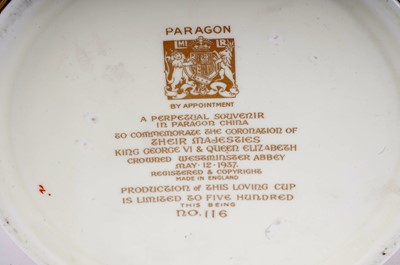 PARAGON
BY APPOINTMENT
A PERPETUAL SOUVENIR
IN PARAGON CHINA
TO COMMEMORATE THE CORONATION OF
THEIR MAJESTIES
KING GEORGE VI & QUEEN ELIZABETH
CROWNED WESTMINSTER ABBEY
MAY·12·1937.
REGISTERED & COPYRIGHT
MADE IN ENGLAND
PRODUCTION OF THIS LOVING CUP
IS LIMITED TO FIVE HUNDRED
THIS BEING
NO. 116